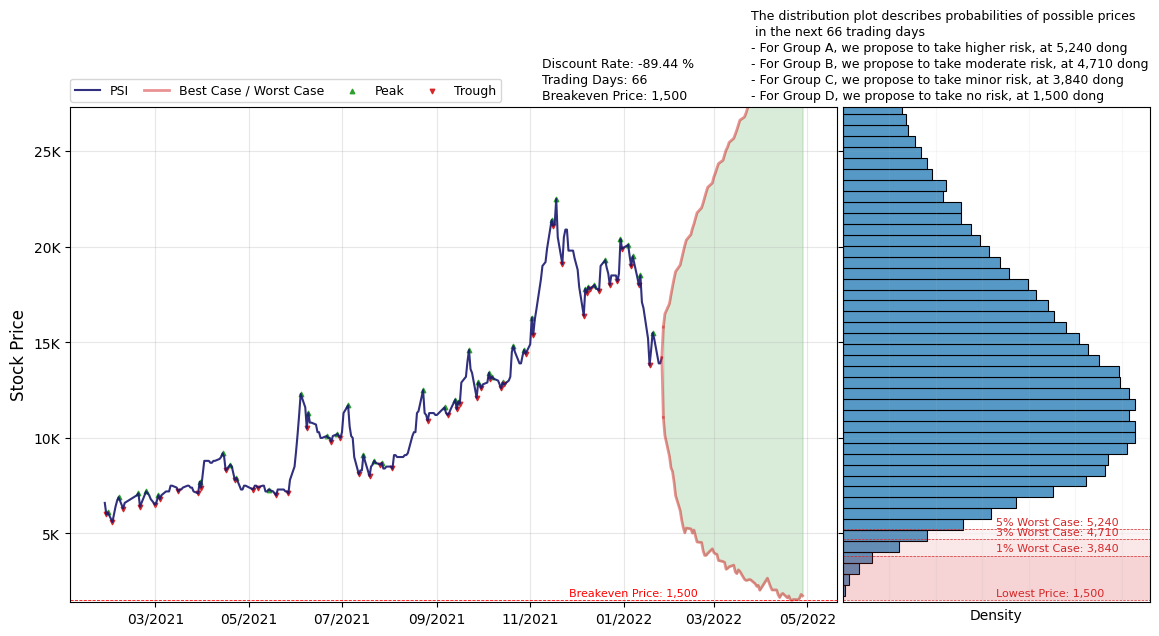 The distribution plot describes probabilities of possible prices
in the next 66 trading days
- For Group A, we propose to take higher risk, at 5,240 dong
- For Group B, we propose to take moderate risk, at 4,710 dong
- For Group C, we propose to take minor risk, at 3,840 dong
- For Group D, we propose to take no risk, at 1,500 dong
Discount Rate: -89.44 %
Trading Days: 66
Breakeven Price: 1,500
PSI
Best Case / Worst Case
Peak
Trough
Stock Price
25K
20K
15K
10K
5K
03/2021
05/2021
07/2021
09/2021
11/2021
01/2022
03/2022
05/2022
Breakeven Price: 1,500
5% Worst Case: 5,240
3% Worst Case: 4,710
1% Worst Case: 3,840
Lowest Price: 1,500
Density